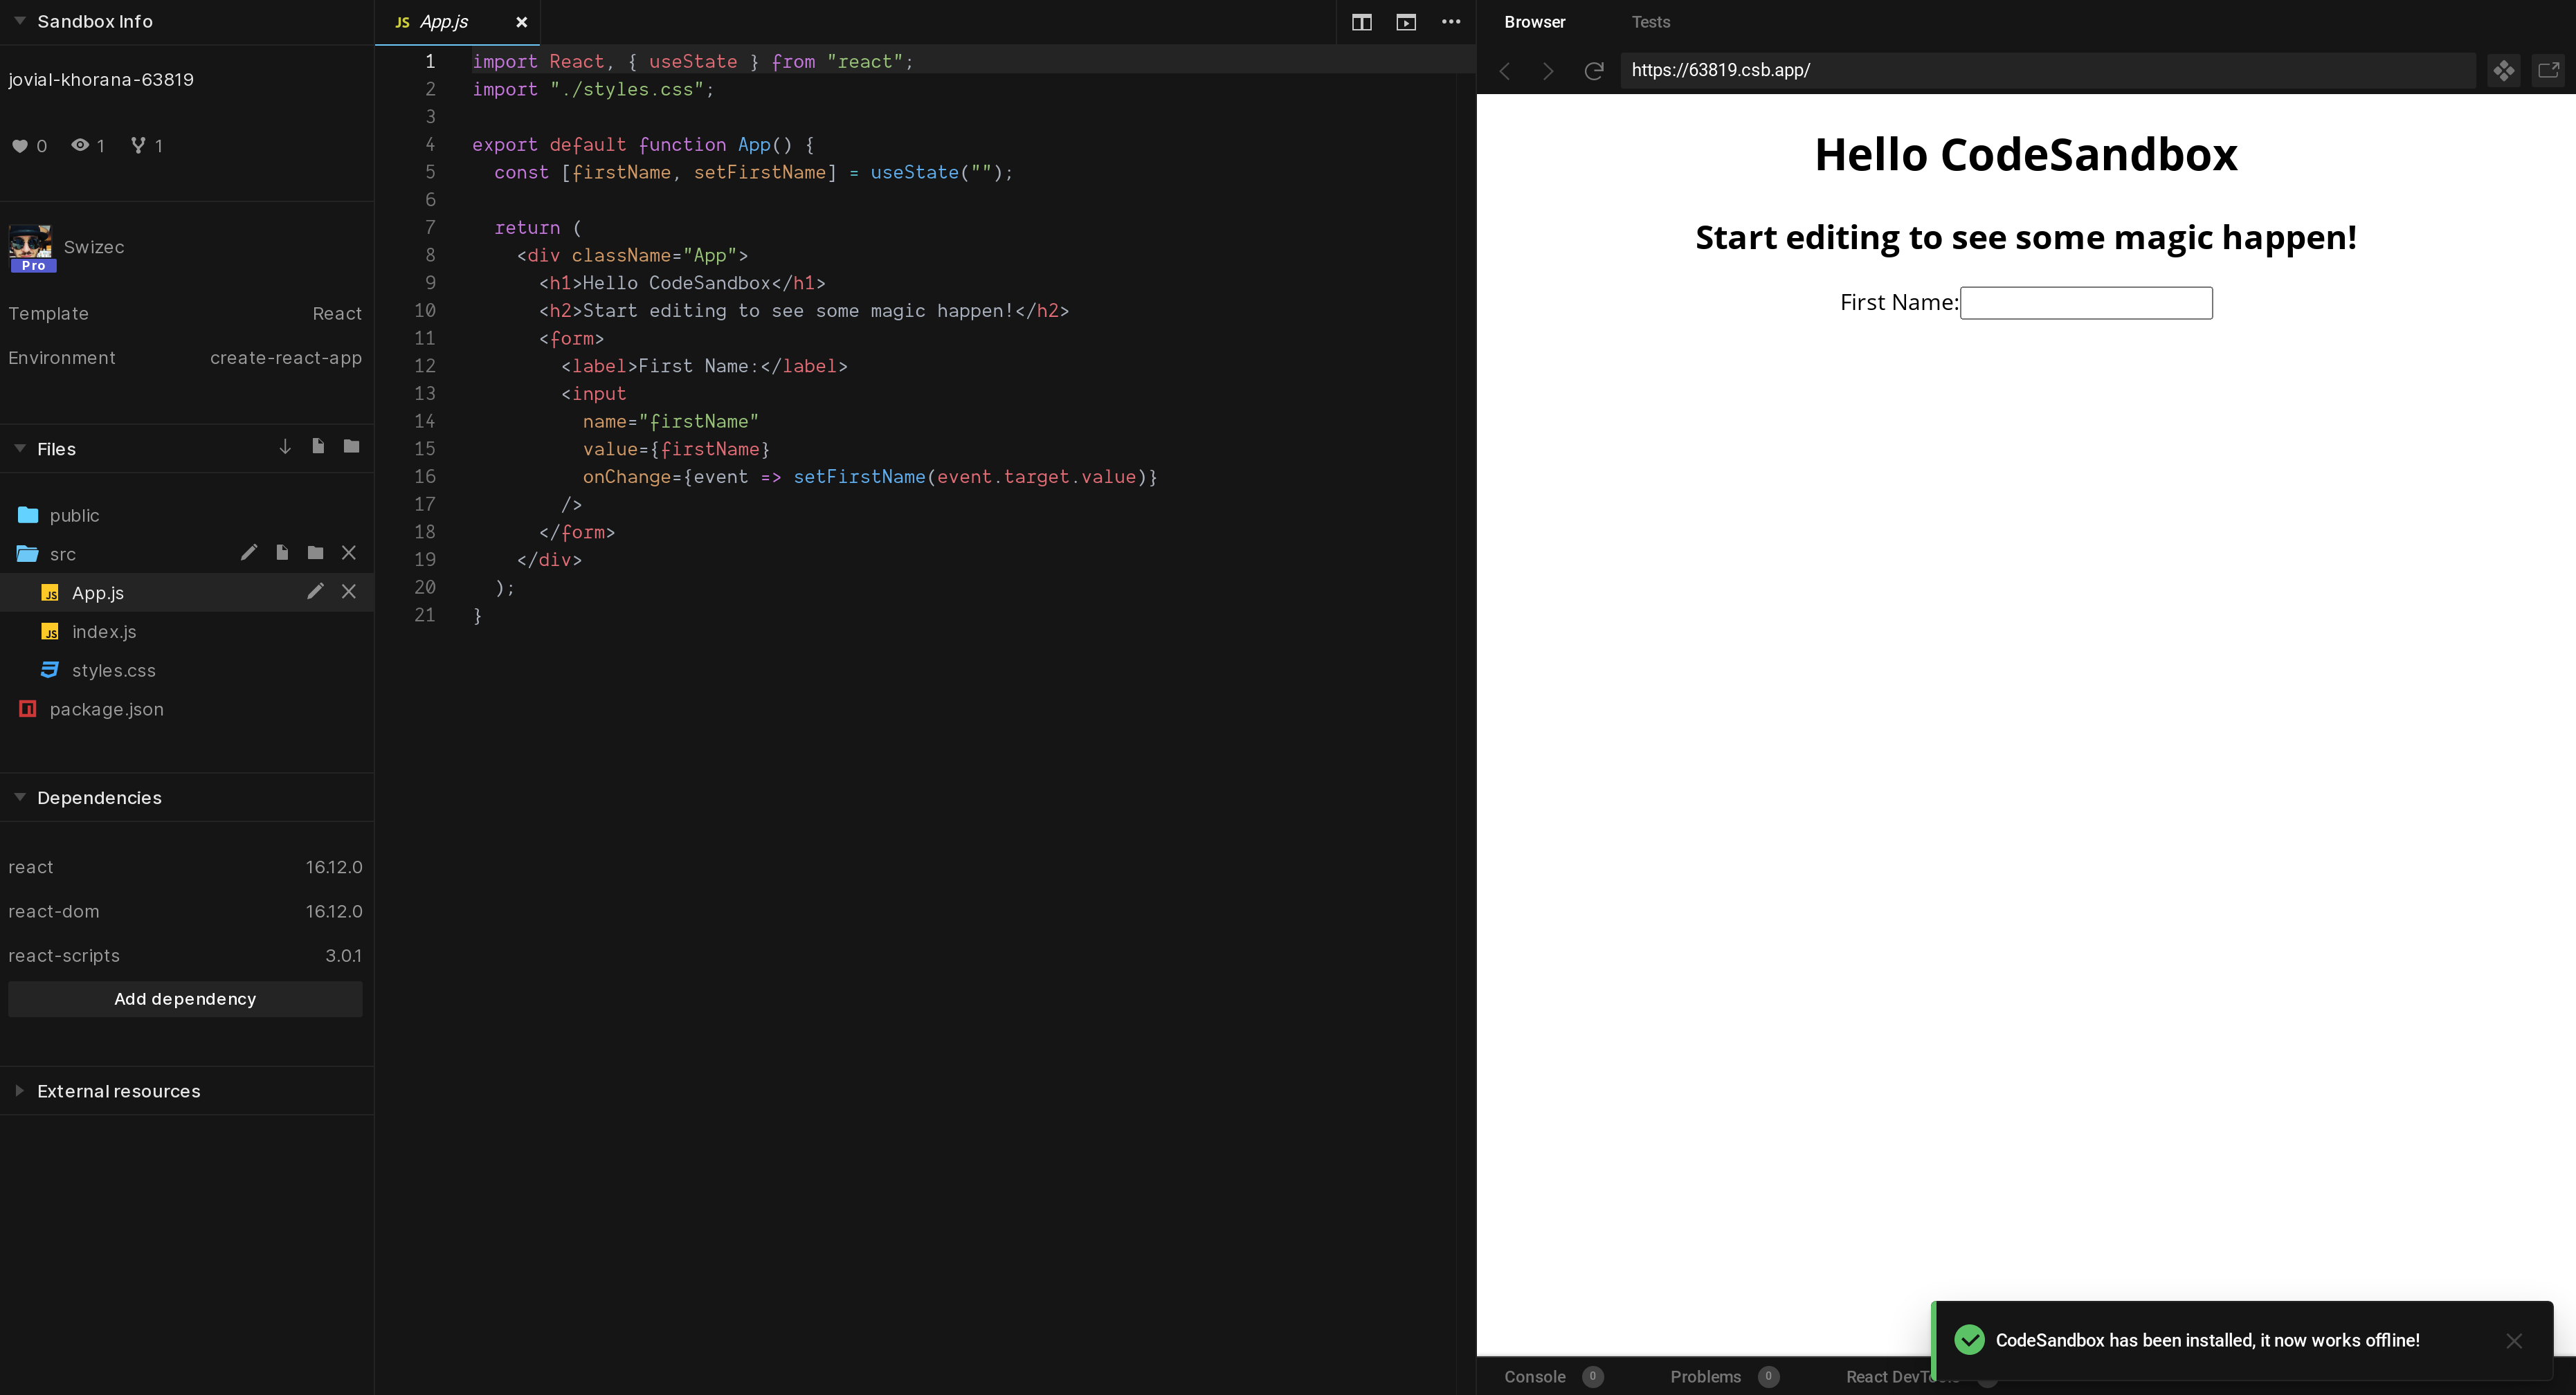 Sandbox Info
jovial-khorana-63819
0 1 1
Swizec
Pro
Template React
Environment create-react-app
Files
public
src
JS App.js
JS index.js
styles.css
package.json
Dependencies
react 16.12.0
react-dom 16.12.0
react-scripts 3.0.1
Add dependency
External resources
JS App.js
1 import React, { useState } from "react";
2 import "./styles.css";
3
4 export default function App() {
5 const [firstName, setFirstName] = useState("");
6
7 return (
8 <div className="App">
9 <h1>Hello CodeSandbox</h1>
10 <h2>Start editing to see some magic happen!</h2>
11 <form>
12 <label>First Name:</label>
13 <input
14 name="firstName"
15 value={firstName}
16 onChange={event => setFirstName(event.target.value)}
17 />
18 </form>
19 </div>
20 );
21 }
Browser Tests
https://63819.csb.app/
Hello CodeSandbox
Start editing to see some magic happen!
First Name:
CodeSandbox has been installed, it now works offline!
Console 0 Problems 0 React